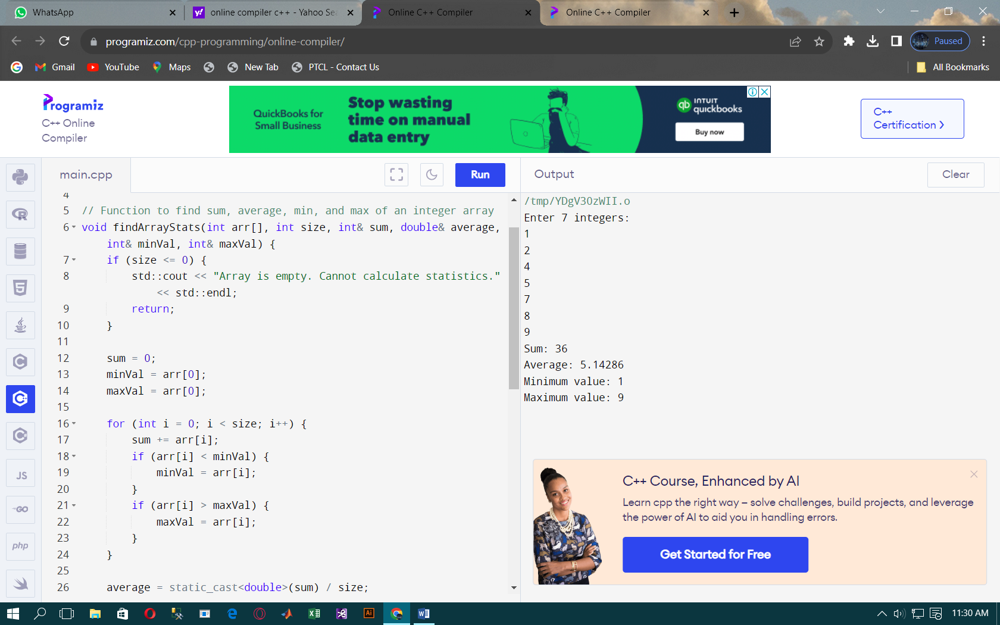 WhatsApp
online compiler c++ - Yahoo Sea
Online C++ Compiler
Online C++ Compiler
programiz.com/cpp-programming/online-compiler/
Paused
Gmail
YouTube
Maps
New Tab
PTCL - Contact Us
All Bookmarks
Programiz
C++ Online
Compiler
QuickBooks for
Small Business
Stop wasting
time on manual
data entry
qb INTUIT
quickbooks
Buy now
C++
Certification
main.cpp
Run
Output
Clear
4
5 // Function to find sum, average, min, and max of an integer array
6 void findArrayStats(int arr[], int size, int& sum, double& average,
int& minVal, int& maxVal) {
7 if (size <= 0) {
8 std::cout << "Array is empty. Cannot calculate statistics."
<< std::endl;
9 return;
10 }
11
12 sum = 0;
13 minVal = arr[0];
14 maxVal = arr[0];
15
16 for (int i = 0; i < size; i++) {
17 sum += arr[i];
18 if (arr[i] < minVal) {
19 minVal = arr[i];
20 }
21 if (arr[i] > maxVal) {
22 maxVal = arr[i];
23 }
24 }
25
26 average = static_cast<double>(sum) / size;
/tmp/YDgV3OzWII.o
Enter 7 integers:
1
2
4
5
7
8
9
Sum: 36
Average: 5.14286
Minimum value: 1
Maximum value: 9
C++ Course, Enhanced by AI
Learn cpp the right way – solve challenges, build projects, and leverage
the power of AI to aid you in handling errors.
Get Started for Free
JS
GO
php
Ai
11:30 AM